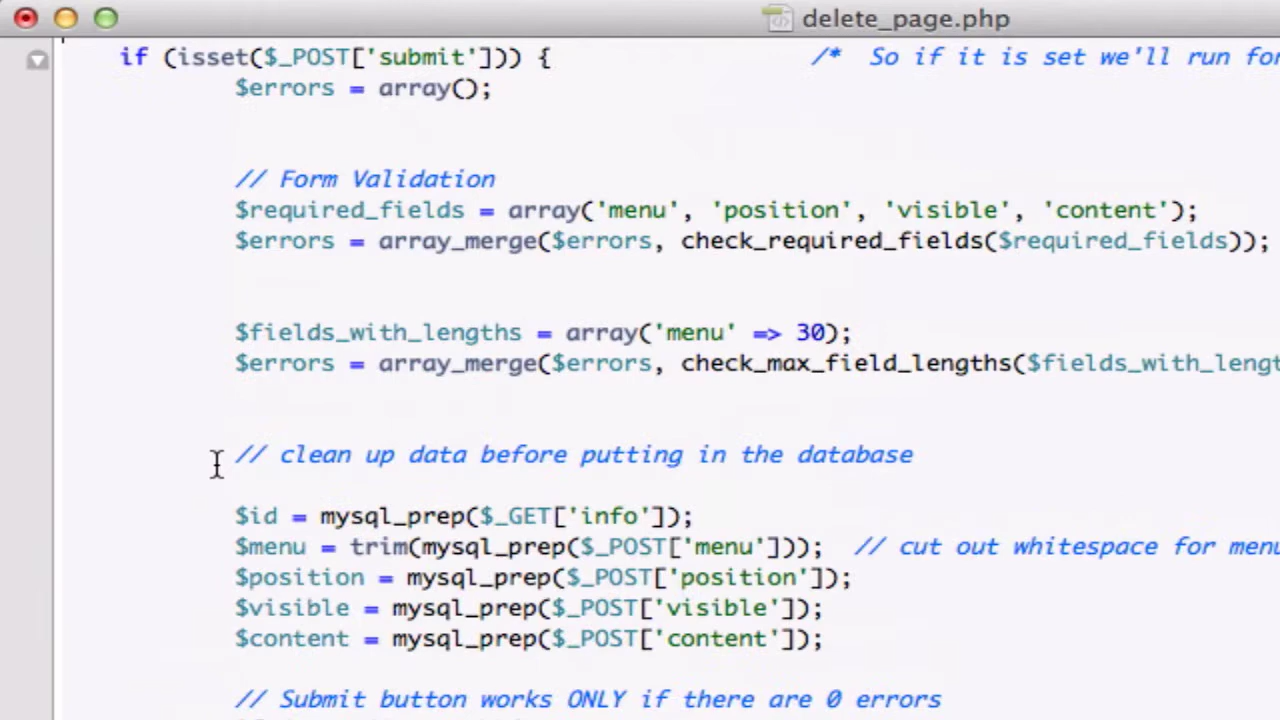 delete_page.php
if (isset($_POST['submit'])) { /* So if it is set we'll run for
$errors = array();
// Form Validation
$required_fields = array('menu', 'position', 'visible', 'content');
$errors = array_merge($errors, check_required_fields($required_fields));
$fields_with_lengths = array('menu' => 30);
$errors = array_merge($errors, check_max_field_lengths($fields_with_lengt
// clean up data before putting in the database
$id = mysql_prep($_GET['info']);
$menu = trim(mysql_prep($_POST['menu'])); // cut out whitespace for menu
$position = mysql_prep($_POST['position']);
$visible = mysql_prep($_POST['visible']);
$content = mysql_prep($_POST['content']);
// Submit button works ONLY if there are 0 errors